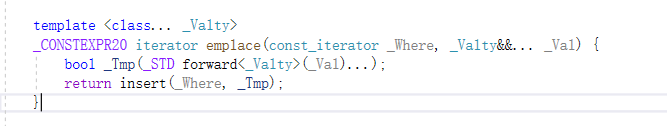 template <class... _Valty>
_CONSTEXPR20 iterator emplace(const_iterator _Where, _Valty&&... _Val) {
bool _Tmp(_STD forward<_Valty>(_Val)...);
return insert(_Where, _Tmp);
}